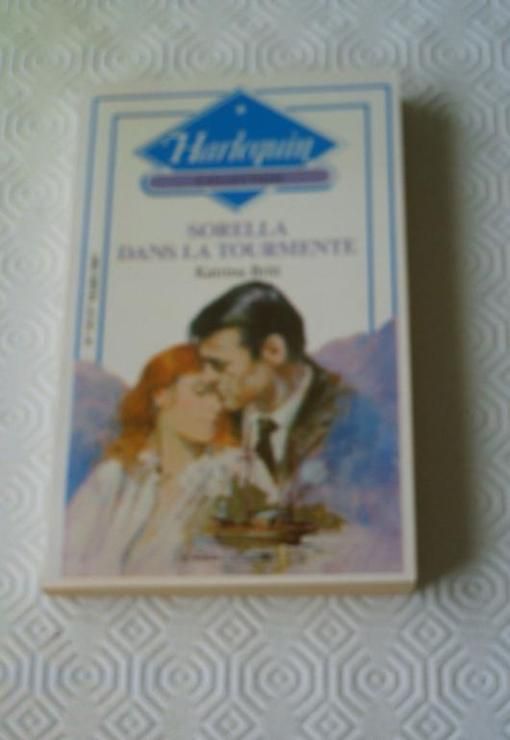 Harlequin
SORELLA
DANS LA TOURMENTE
Katrina Britt